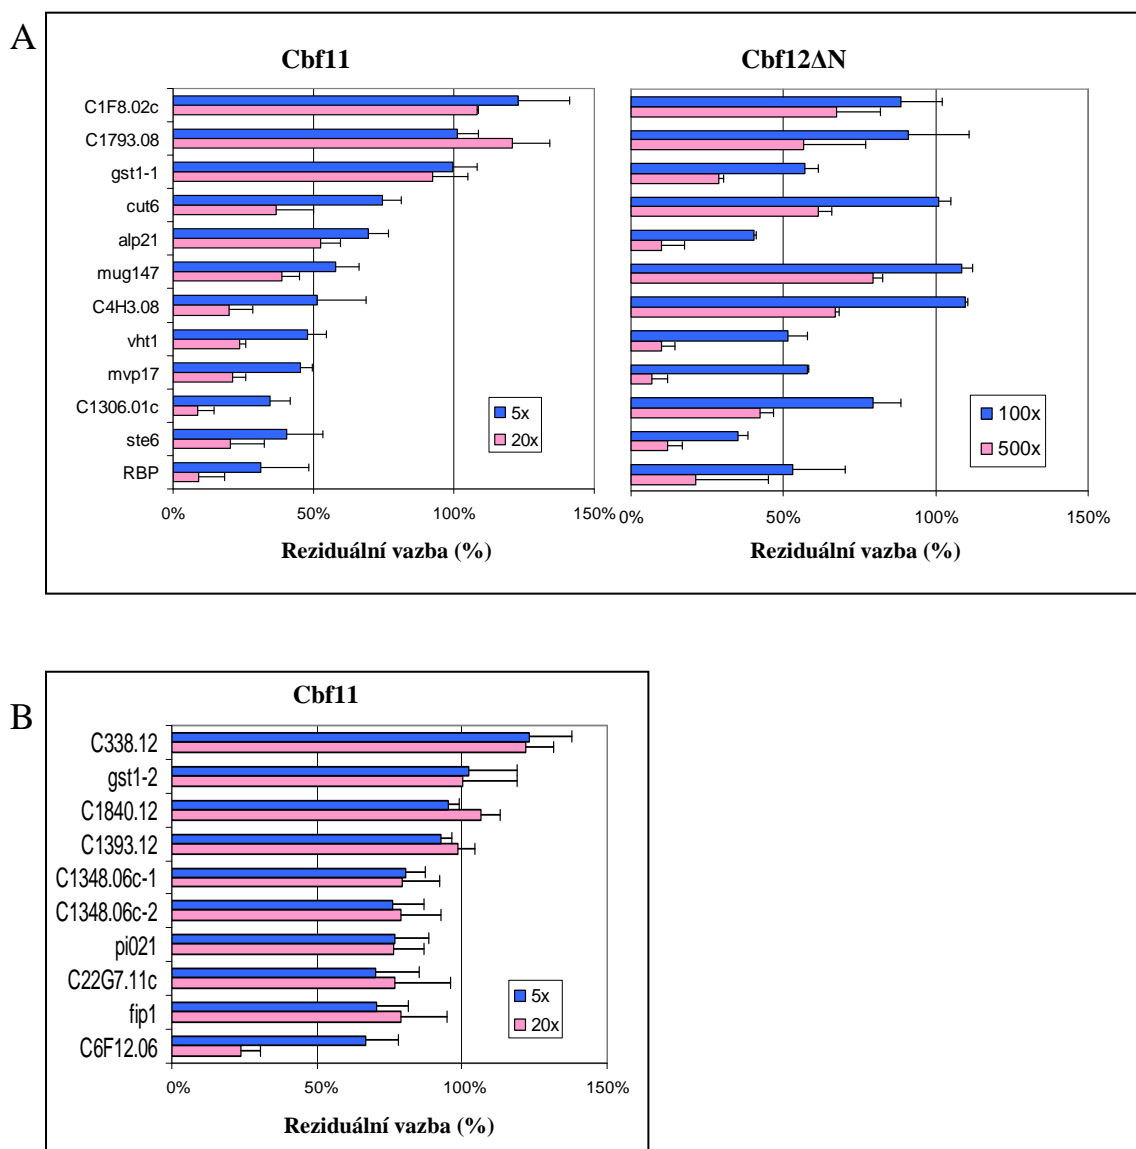 A
Cbf11
Cbf12ΔN
C1F8.02c
C1793.08
gst1-1
cut6
alp21
mug147
C4H3.08
vht1
mvp17
C1306.01c
ste6
RBP
5x
20x
100x
500x
0% 50% 100% 150%
0% 50% 100% 150%
Reziduální vazba (%)
Reziduální vazba (%)
B
Cbf11
C338.12
gst1-2
C1840.12
C1393.12
C1348.06c-1
C1348.06c-2
pi021
C22G7.11c
fip1
C6F12.06
5x
20x
0% 50% 100% 150%
Reziduální vazba (%)